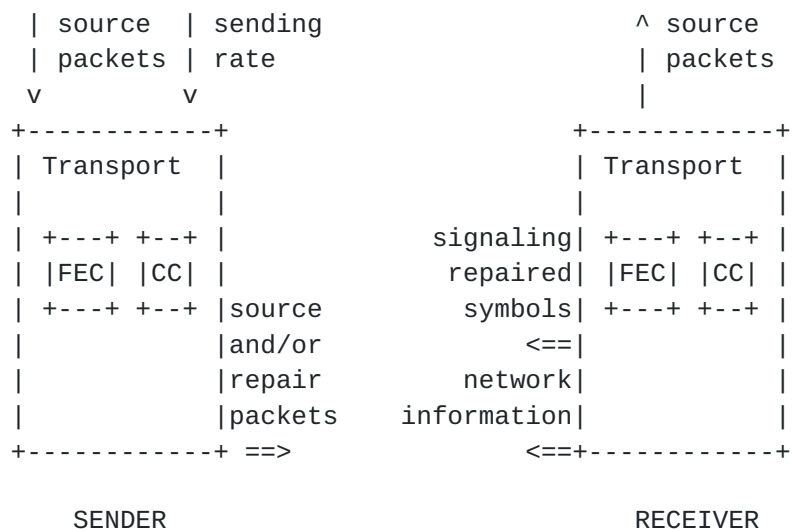 | source  | sending                    ^ source
 | packets | rate                       | packets
 v         v                            |
+------------+                      +------------+
| Transport  |                      | Transport  |
|            |                      |            |
| +---+ +--+ |             signaling| +---+ +--+ |
| |FEC| |CC| |              repaired| |FEC| |CC| |
| +---+ +--+ |source         symbols| +---+ +--+ |
|            |and/or             <==|            |
|            |repair         network|            |
|            |packets    information|            |
+------------+ ==>               <==+------------+
    SENDER                              RECEIVER